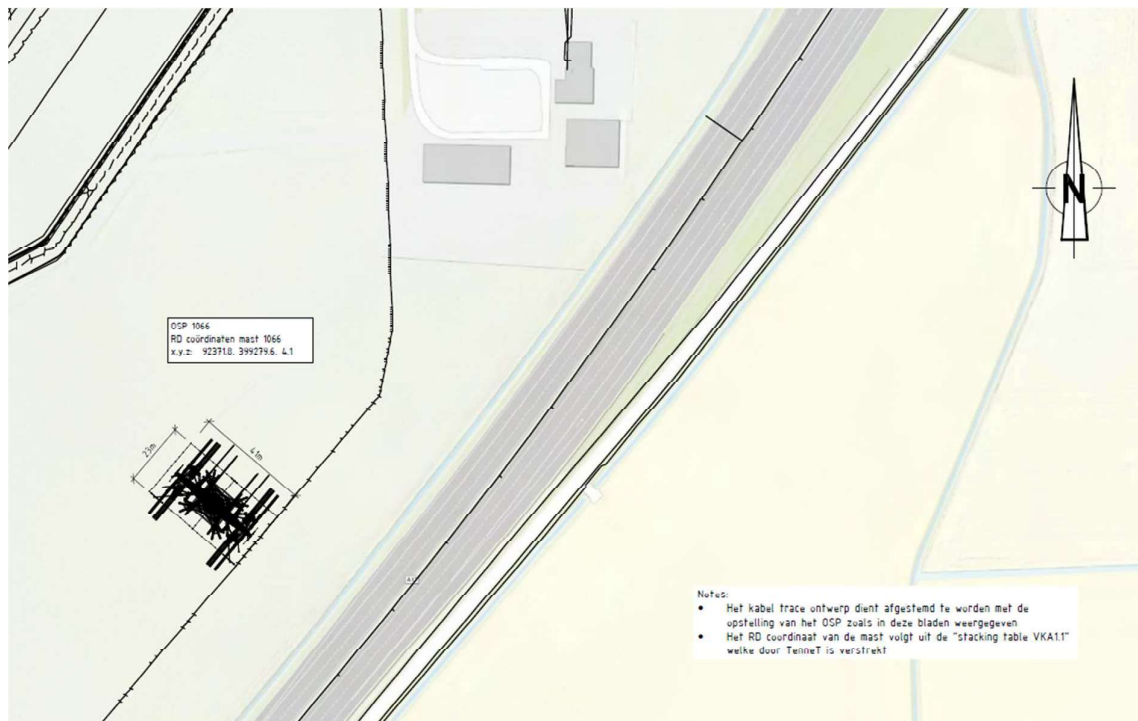 N
OSP 1066
RD coördinaten mast 1066
x.y.z: 92371.8. 399279.6. 4.1
23m
41m
Notes:
• Het kabel trace ontwerp dient afgestemd te worden met de
opstelling van het OSP zoals in deze bladen weergegeven
• Het RD coordinaat van de mast volgt uit de "stacking table VKA1.1"
welke door TenneT is verstrekt